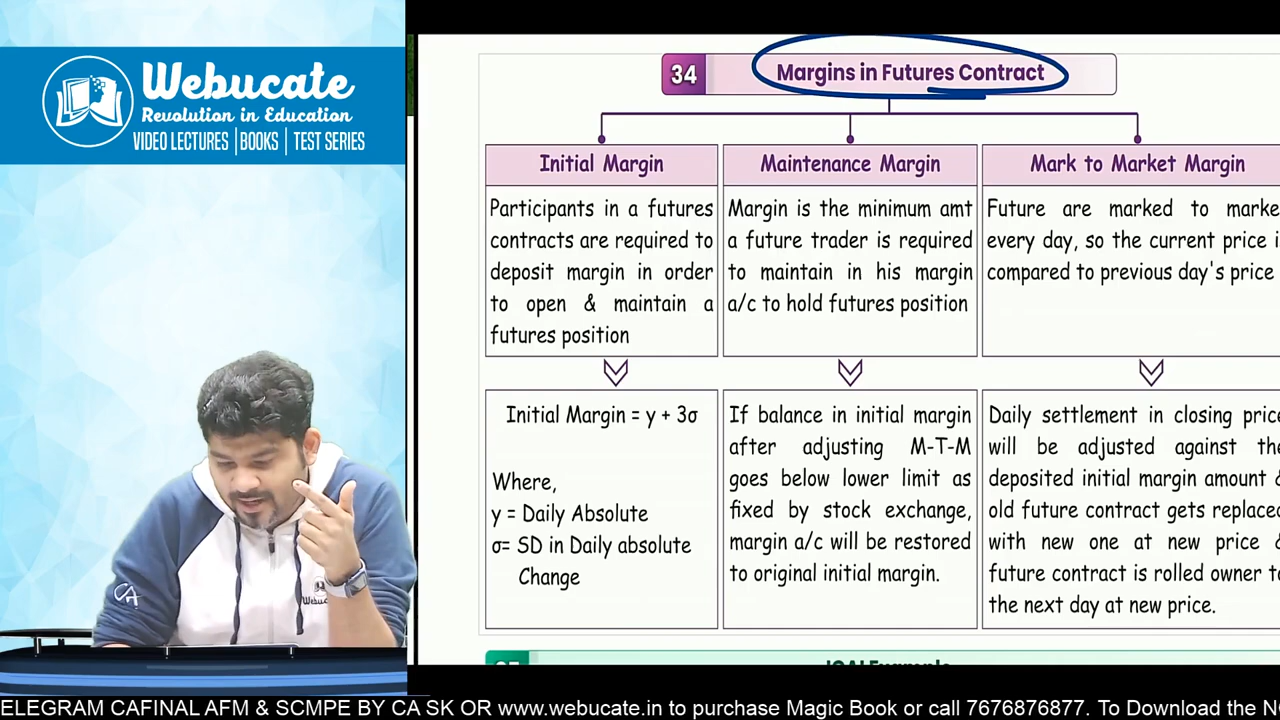 Webucate
Revolution in Education
VIDEO LECTURES | BOOKS | TEST SERIES
34
Margins in Futures Contract
Initial Margin
Participants in a futures
contracts are required to
deposit margin in order
to open & maintain a
futures position
Initial Margin = y + 3σ
Where,
y = Daily Absolute
σ= SD in Daily absolute
Change
Maintenance Margin
Margin is the minimum amt
a future trader is required
to maintain in his margin
a/c to hold futures position
If balance in initial margin
after adjusting M-T-M
goes below lower limit as
fixed by stock exchange,
margin a/c will be restored
to original initial margin.
Mark to Market Margin
Future are marked to marke
every day, so the current price i
compared to previous day's price
Daily settlement in closing price
will be adjusted against the
deposited initial margin amount &
old future contract gets replaced
with new one at new price &
future contract is rolled owner to
the next day at new price.
CA
Webuc
ELEGRAM CAFINAL AFM & SCMPE BY CA SK OR www.webucate.in to purchase Magic Book or call 7676876877. To Download the N